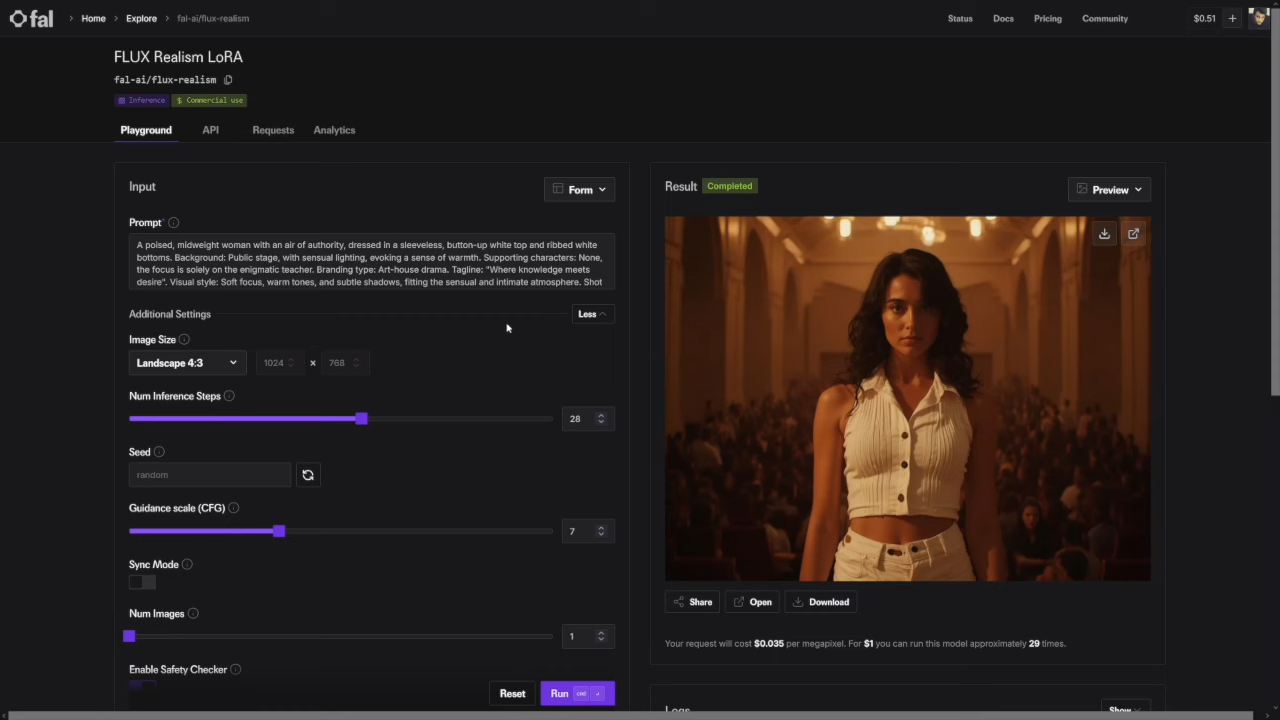 fal
Home
Explore
fal-ai/flux-realism
Status
Docs
Pricing
Community
$0.51
FLUX Realism LoRA
fal-ai/flux-realism
Inference
$ Commercial use
Playground
API
Requests
Analytics
Input
Form
Prompt*
A poised, midweight woman with an air of authority, dressed in a sleeveless, button-up white top and ribbed white
bottoms. Background: Public stage, with sensual lighting, evoking a sense of warmth. Supporting characters: None,
the focus is solely on the enigmatic teacher. Branding type: Art-house drama. Tagline: "Where knowledge meets
desire". Visual style: Soft focus, warm tones, and subtle shadows, fitting the sensual and intimate atmosphere. Shot
Additional Settings
Less
Image Size
Landscape 4:3
1024
x
768
Num Inference Steps
28
Seed
random
Guidance scale (CFG)
7
Sync Mode
Num Images
1
Enable Safety Checker
Reset
Run
cmd
Result
Completed
Preview
Share
Open
Download
Your request will cost $0.035 per megapixel. For $1 you can run this model approximately 29 times.
Logs
Show